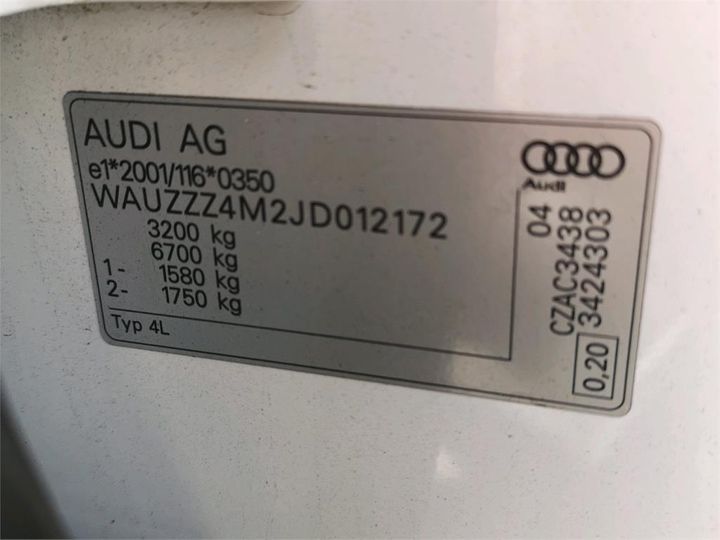 AUDI AG
e1*2001/116*0350
WAUZZZ4M2JD012172
3200 kg
6700 kg
1- 1580 kg
2- 1750 kg
Typ 4L
Audi
04
CZAC3438
3424303
0,20